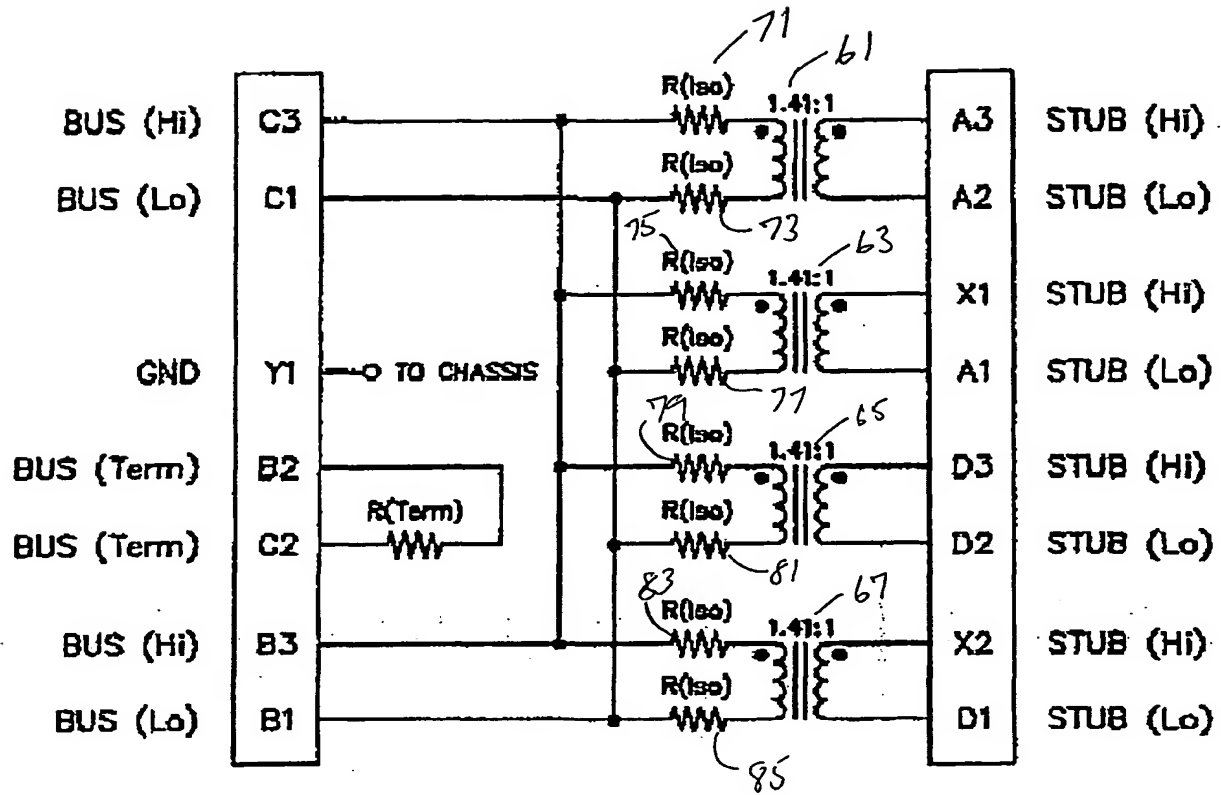 71
61
R(Iso)
1.41:1
BUS (Hi) C3 A3 STUB (Hi)
R(Iso)
BUS (Lo) C1 A2 STUB (Lo)
75 73 63
R(Iso)
1.41:1
X1 STUB (Hi)
R(Iso)
GND Y1 TO CHASSIS A1 STUB (Lo)
79 77 65
R(Iso)
1.41:1
BUS (Term) B2 D3 STUB (Hi)
R(Term) R(Iso)
BUS (Term) C2 D2 STUB (Lo)
83 81 67
R(Iso)
1.41:1
BUS (Hi) B3 X2 STUB (Hi)
R(Iso)
BUS (Lo) B1 D1 STUB (Lo)
85